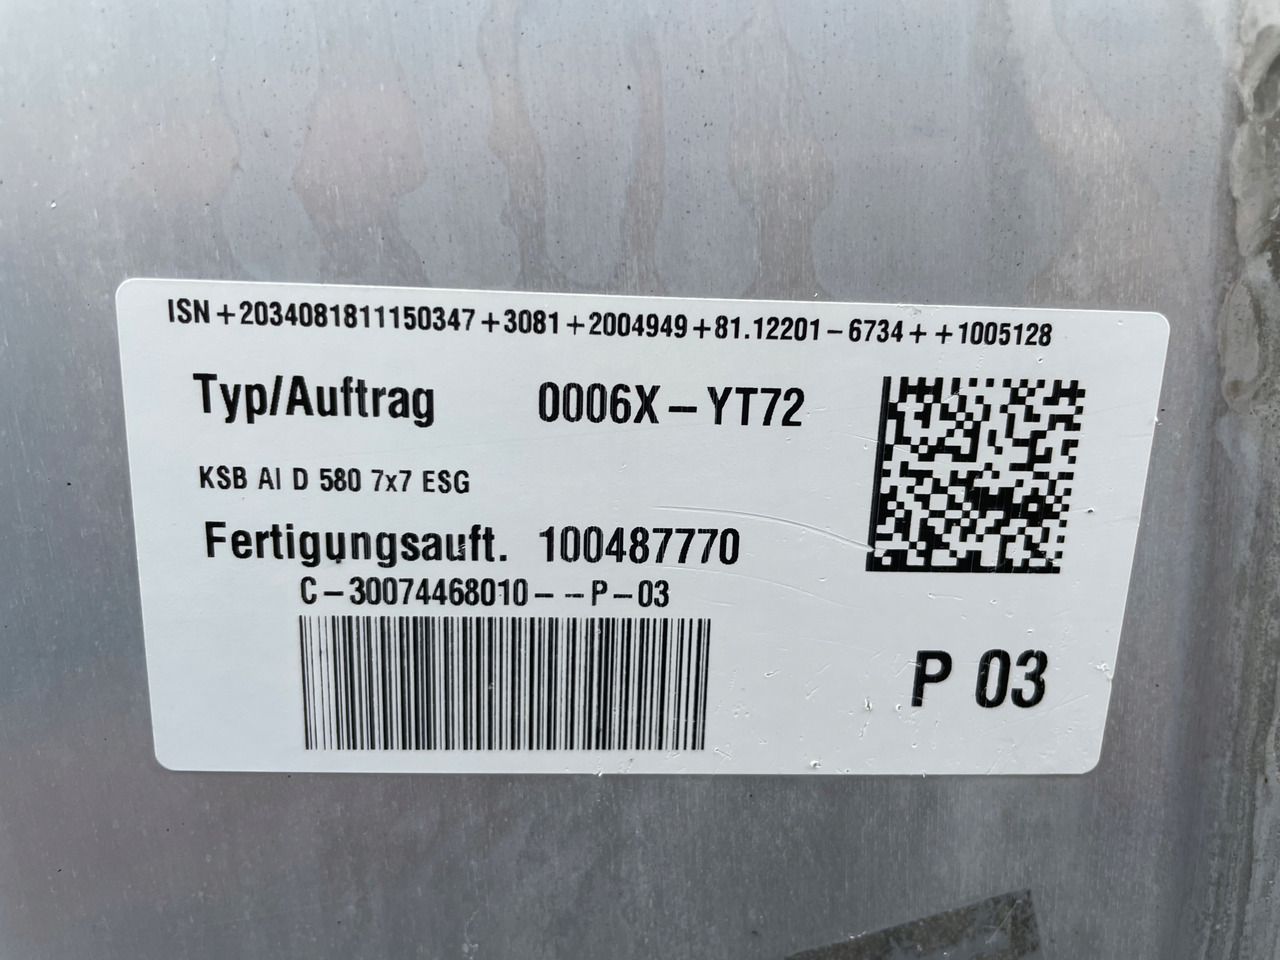 ISN+2034081811150347+3081+2004949+81.12201-6734++1005128
Typ/Auftrag 0006X-YT72
KSB Al D 580 7x7 ESG
Fertigungsauft. 100487770
C-30074468010--P-03
P 03